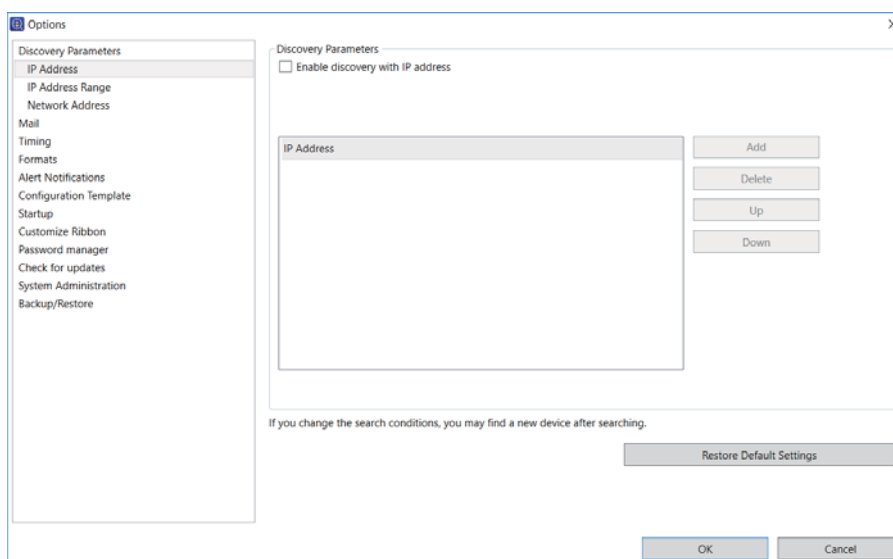 Options
Discovery Parameters
IP Address
IP Address Range
Network Address
Mail
Timing
Formats
Alert Notifications
Configuration Template
Startup
Customize Ribbon
Password manager
Check for updates
System Administration
Backup/Restore
Discovery Parameters
Enable discovery with IP address
IP Address
Add
Delete
Up
Down
If you change the search conditions, you may find a new device after searching.
Restore Default Settings
OK
Cancel